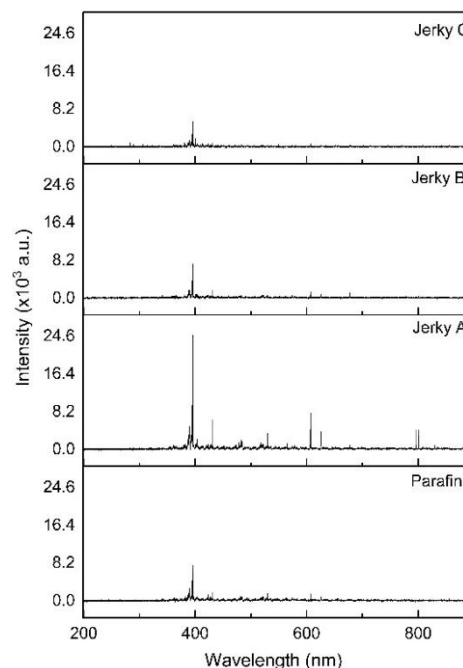 Jerky C
24.6
16.4
8.2
0.0
Jerky B
24.6
16.4
8.2
0.0
Jerky A
24.6
16.4
8.2
0.0
Parafin
24.6
16.4
8.2
0.0
200 400 600 800
Intensity (x10³ a.u.)
Wavelength (nm)